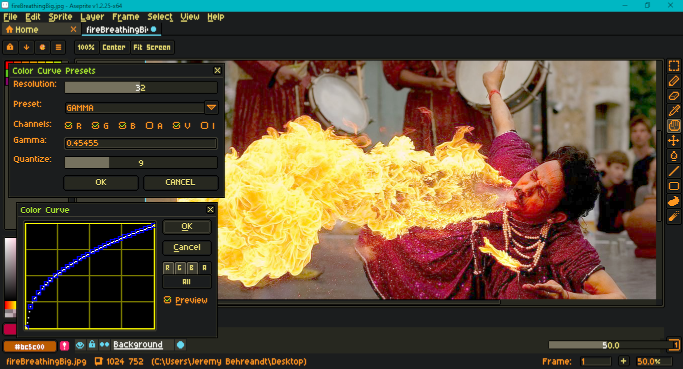 fireBreathingBig.jpg - Aseprite v1.2.25-x64
File Edit Sprite Layer Frame Select View Help
Home fireBreathingBi
100% Center Fit Screen
Color Curve Presets
Resolution: 32
Preset: GAMMA
Channels: R G B A V I
Gamma: 0.45455
Quantize: 9
OK CANCEL
Color Curve
OK
Cancel
R G B A
All
Preview
#bc5c00 Background 50.0 1
fireBreathingBig.jpg 1024 752 (C:\Users\Jeremy Behreandt\Desktop) Frame: 1 + 50.0%